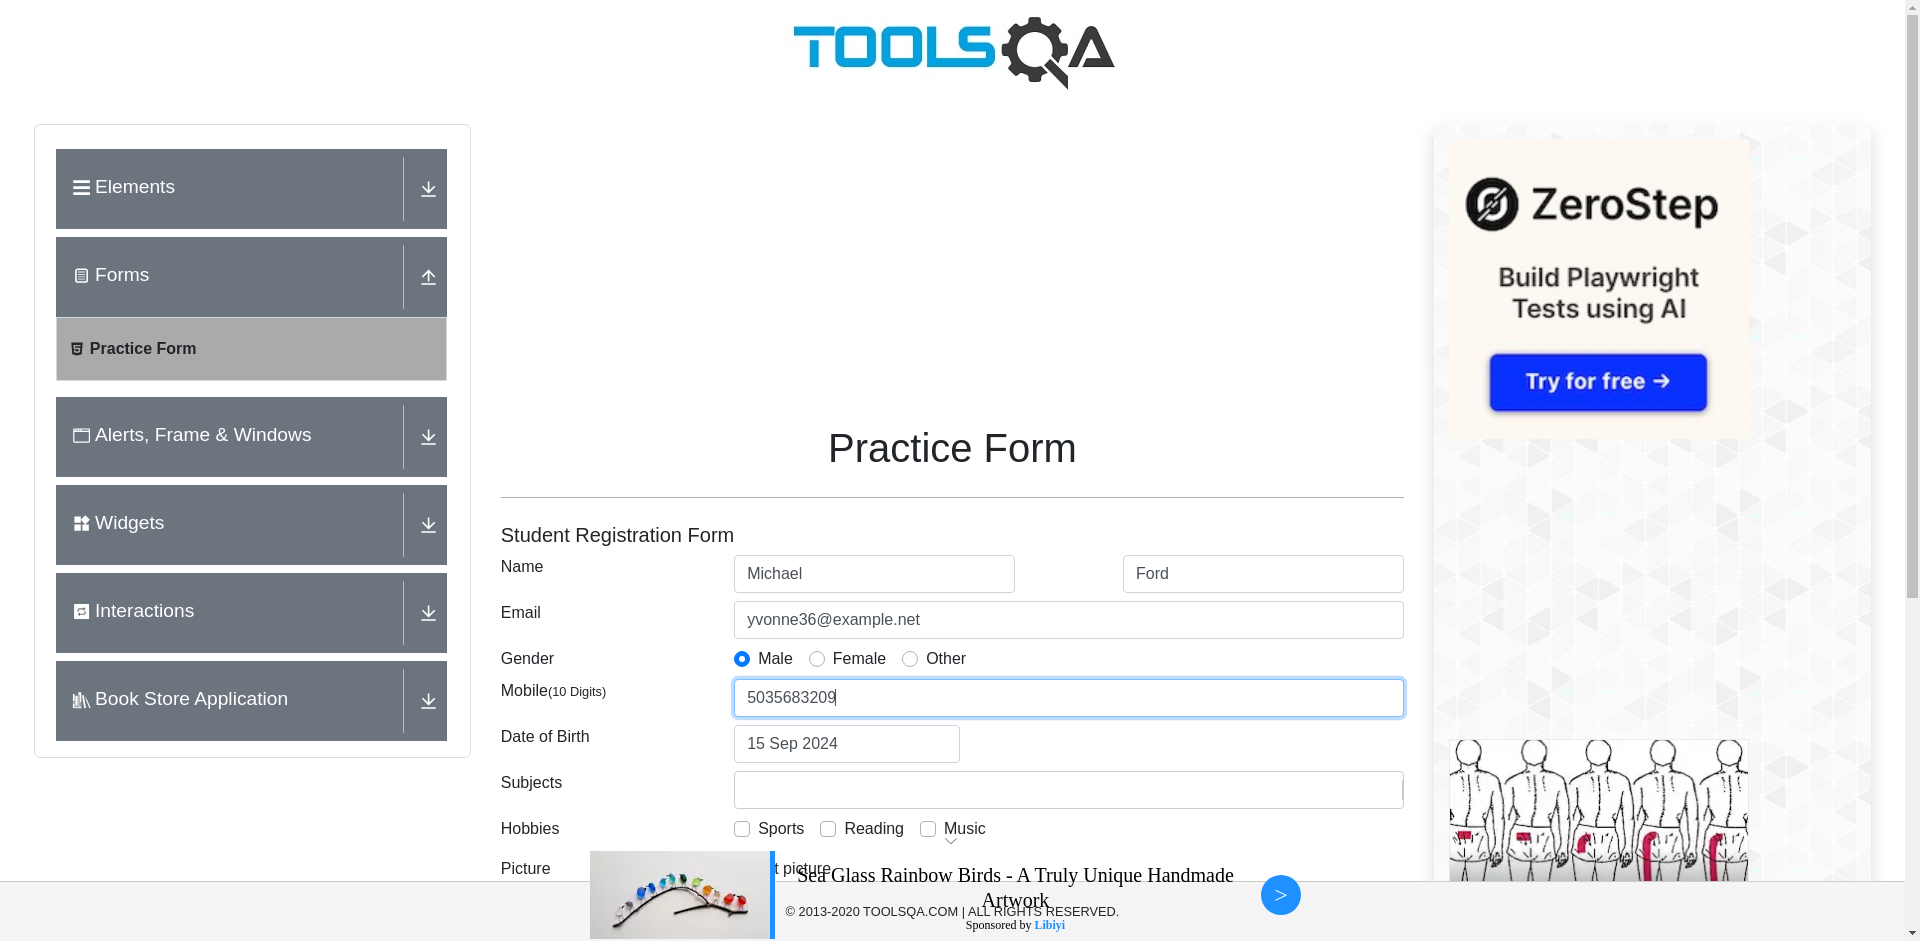 TOOLSQA
Elements
Forms
Practice Form
Alerts, Frame & Windows
Widgets
Interactions
Book Store Application
Practice Form
Student Registration Form
Name
Michael
Ford
Email
yvonne36@example.net
Gender
Male
Female
Other
Mobile(10 Digits)
5035683209
Date of Birth
15 Sep 2024
Subjects
Hobbies
Sports
Reading
Music
Picture
t picture
Sea Glass Rainbow Birds - A Truly Unique Handmade
Artwork
© 2013-2020 TOOLSQA.COM | ALL RIGHTS RESERVED.
Sponsored by Libiyi
>
ZeroStep
Build Playwright
Tests using AI
Try for free →